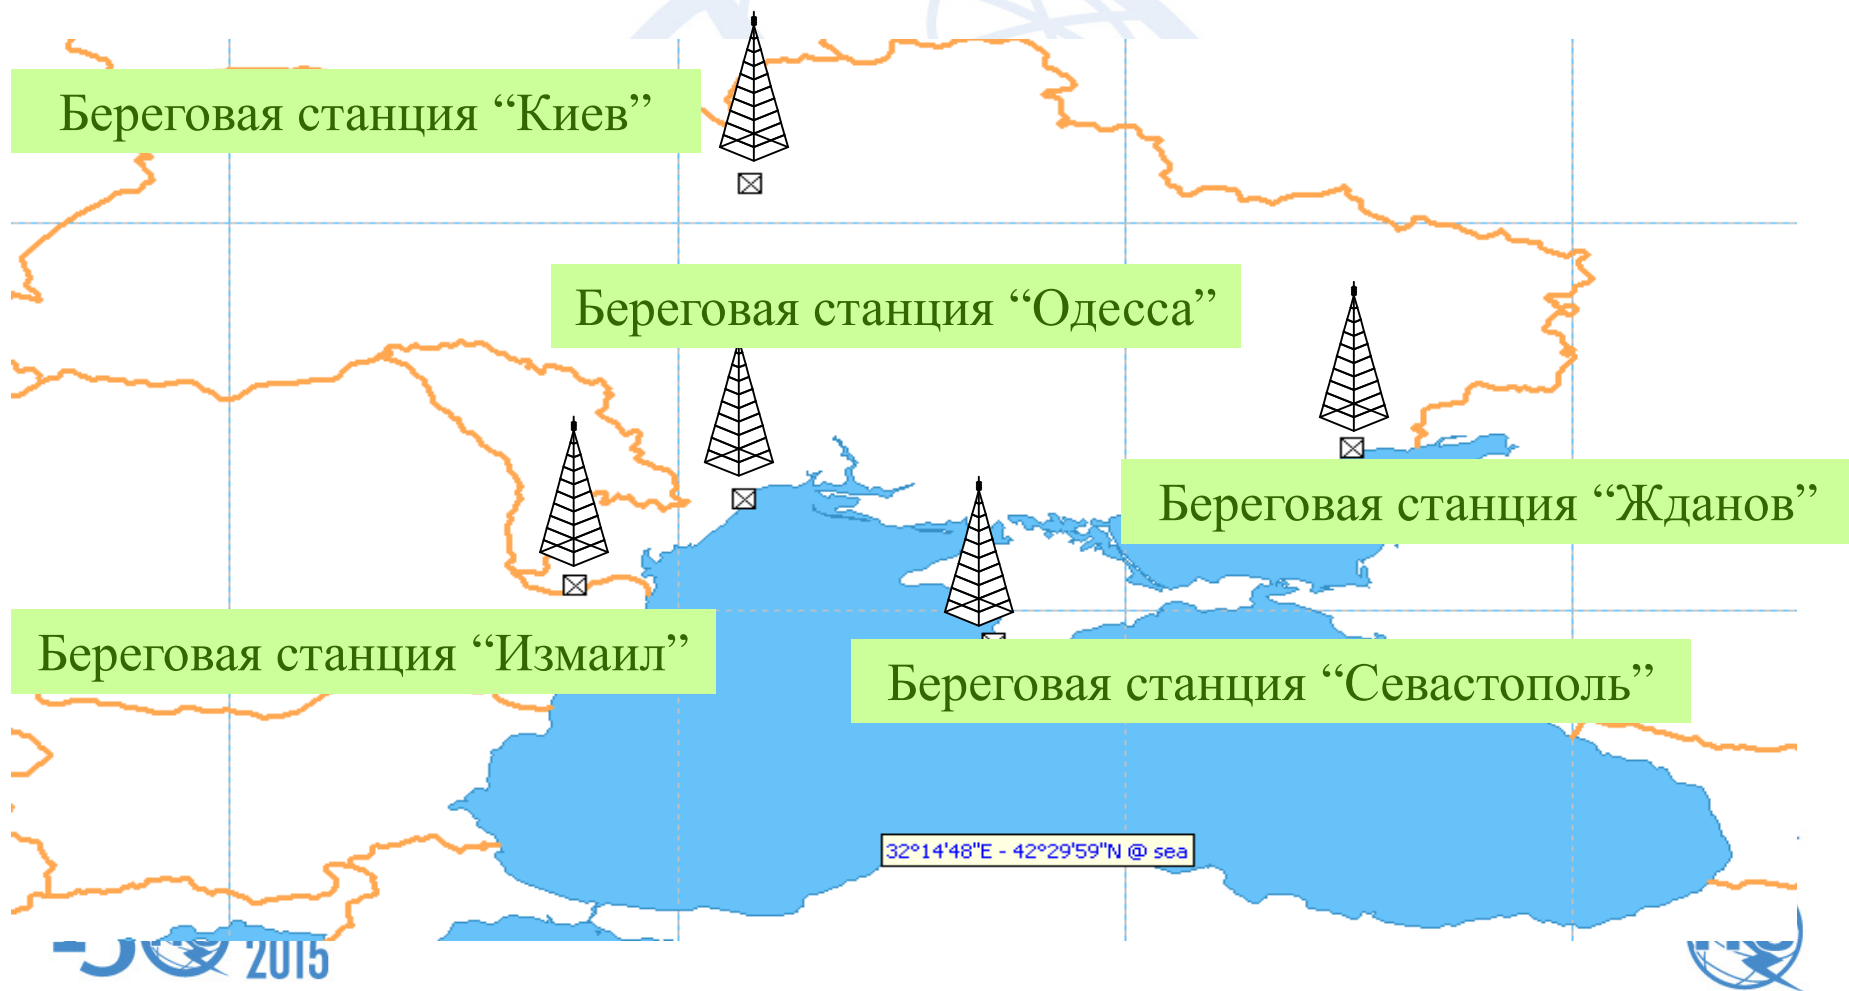 Береговая станция “Киев”
Береговая станция “Одесса”
Береговая станция “Жданов”
Береговая станция “Измаил”
Береговая станция “Севастополь”
32°14'48"E - 42°29'59"N @ sea
2015